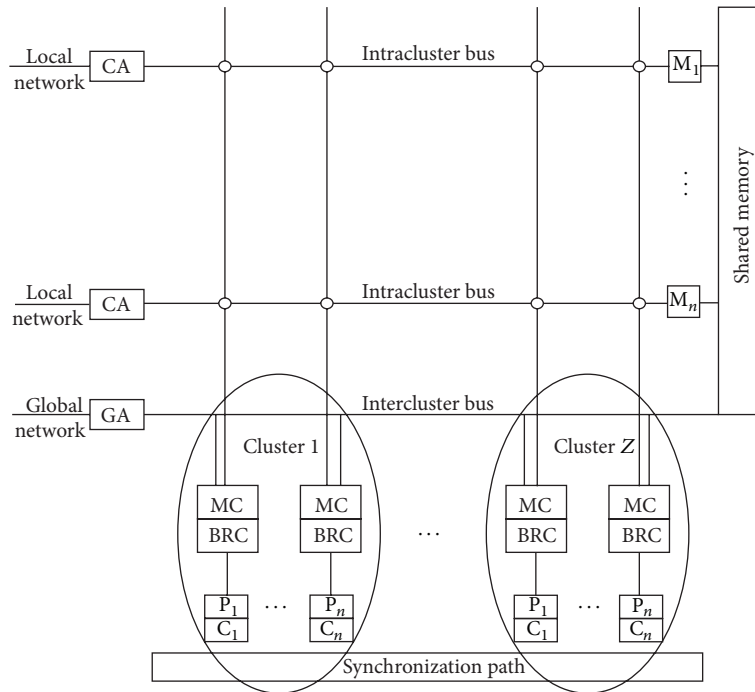 Local network CA Intracluster bus M1
⋮
Shared memory
Local network CA Intracluster bus Mn
Global network GA Intercluster bus
Cluster 1 Cluster Z
MC MC MC MC
BRC BRC ... BRC BRC
P1 ... Pn P1 ... Pn
C1 Cn C1 Cn
Synchronization path